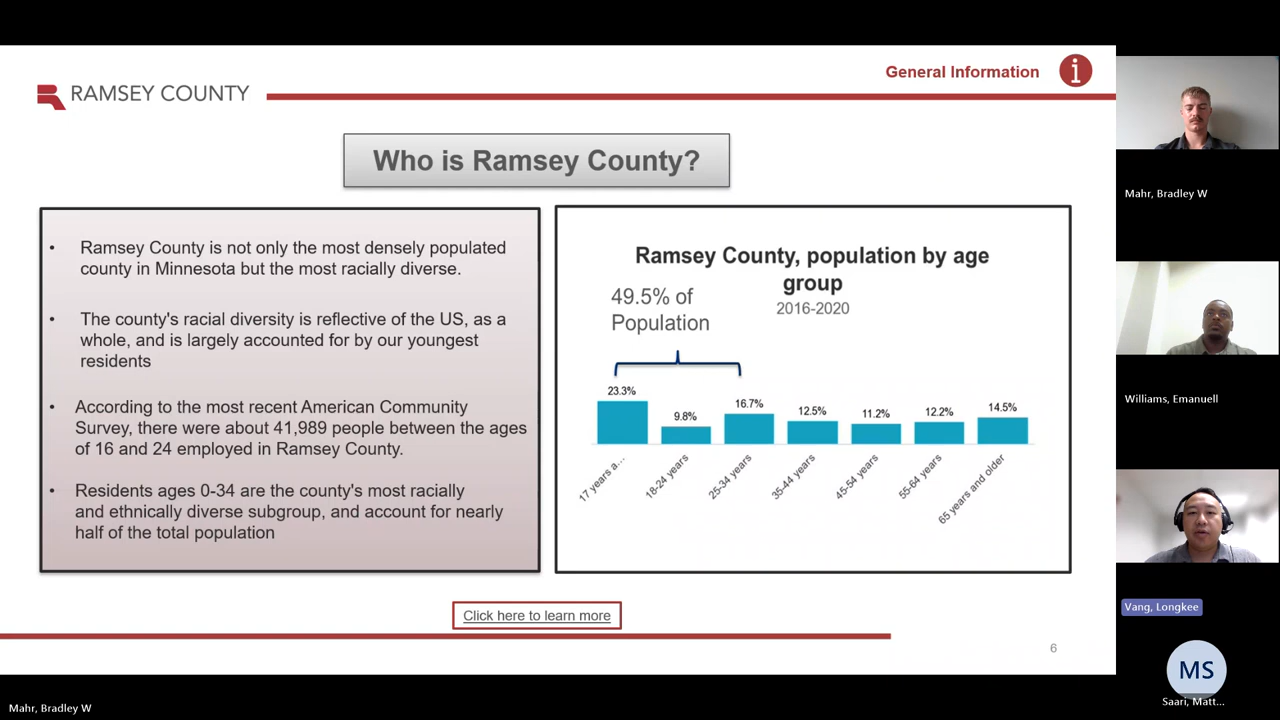 General Information
RAMSEY COUNTY
Who is Ramsey County?
• Ramsey County is not only the most densely populated
county in Minnesota but the most racially diverse.
• The county's racial diversity is reflective of the US, as a
whole, and is largely accounted for by our youngest
residents
• According to the most recent American Community
Survey, there were about 41,989 people between the ages
of 16 and 24 employed in Ramsey County.
• Residents ages 0-34 are the county's most racially
and ethnically diverse subgroup, and account for nearly
half of the total population
Ramsey County, population by age
group
2016-2020
49.5% of
Population
23.3%
9.8%
16.7%
12.5%
11.2%
12.2%
14.5%
17 years a...
18-24 years
25-34 years
35-44 years
45-54 years
55-64 years
65 years and older
Click here to learn more
6
Mahr, Bradley W
Williams, Emanuell
Vang, Longkee
MS
Saari, Matt...
Mahr, Bradley W